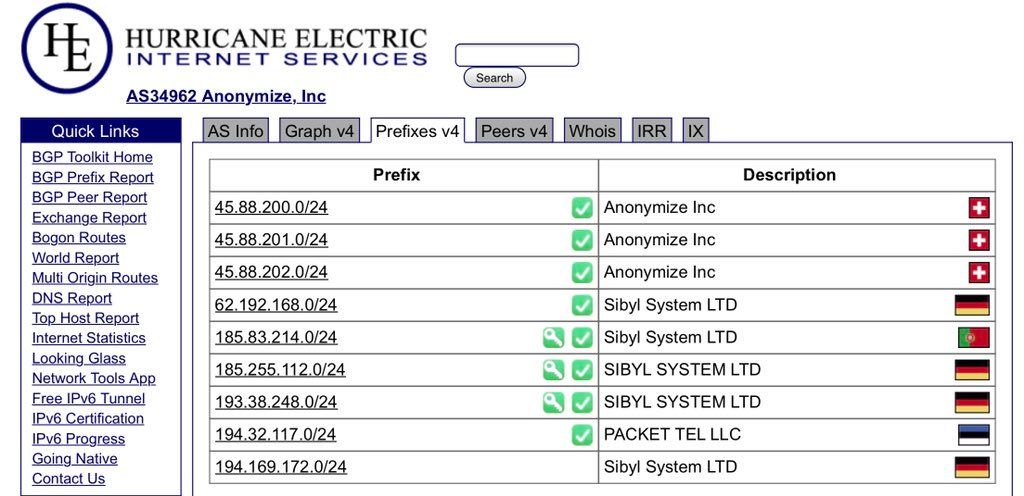 HE
HURRICANE ELECTRIC
INTERNET SERVICES
Search
AS34962 Anonymize, Inc
Quick Links
BGP Toolkit Home
BGP Prefix Report
BGP Peer Report
Exchange Report
Bogon Routes
World Report
Multi Origin Routes
DNS Report
Top Host Report
Internet Statistics
Looking Glass
Network Tools App
Free IPv6 Tunnel
IPv6 Certification
IPv6 Progress
Going Native
Contact Us
AS Info Graph v4 Prefixes v4 Peers v4 Whois IRR IX
Prefix Description
45.88.200.0/24 Anonymize Inc
45.88.201.0/24 Anonymize Inc
45.88.202.0/24 Anonymize Inc
62.192.168.0/24 Sibyl System LTD
185.83.214.0/24 Sibyl System LTD
185.255.112.0/24 SIBYL SYSTEM LTD
193.38.248.0/24 SIBYL SYSTEM LTD
194.32.117.0/24 PACKET TEL LLC
194.169.172.0/24 Sibyl System LTD